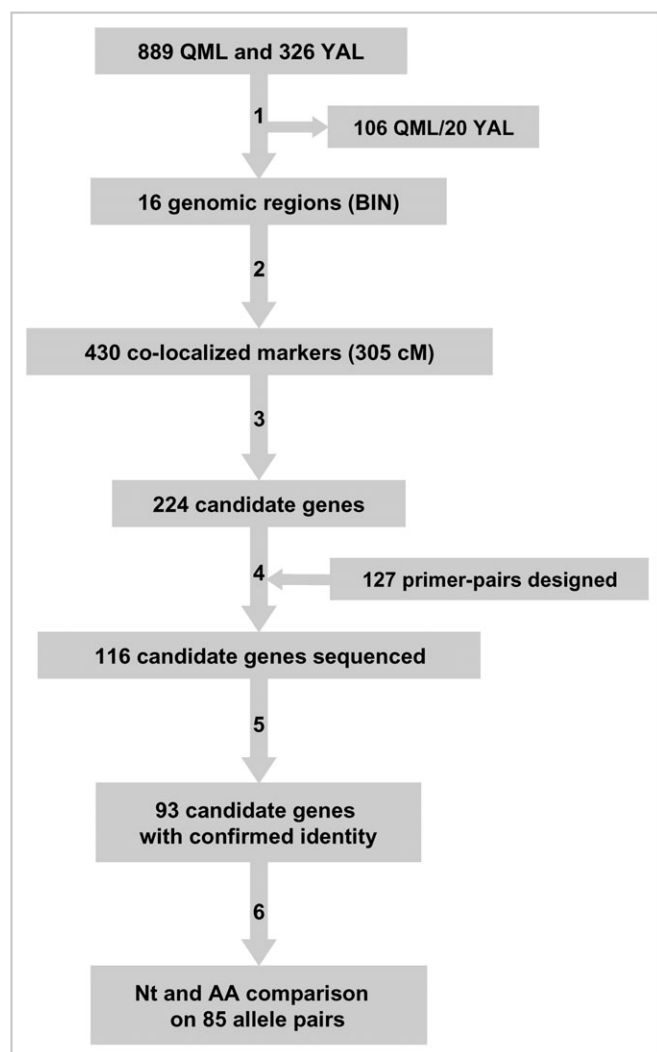 889 QML and 326 YAL
1
106 QML/20 YAL
16 genomic regions (BIN)
2
430 co-localized markers (305 cM)
3
224 candidate genes
4
127 primer-pairs designed
116 candidate genes sequenced
5
93 candidate genes
with confirmed identity
6
Nt and AA comparison
on 85 allele pairs